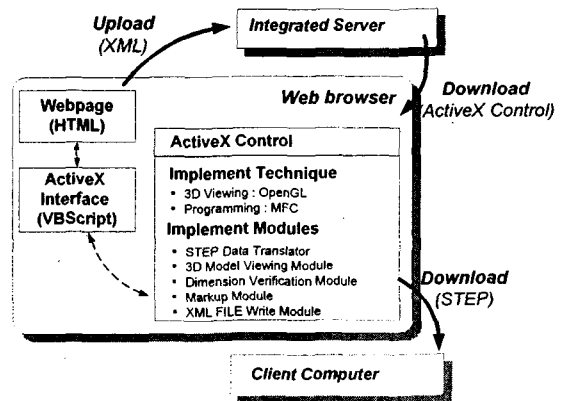 Upload
(XML)
Integrated Server
Web browser
Download
(ActiveX Control)
Webpage
(HTML)
ActiveX
Interface
(VBScript)
ActiveX Control
Implement Technique
• 3D Viewing : OpenGL
• Programming : MFC
Implement Modules
• STEP Data Translator
• 3D Model Viewing Module
• Dimension Verification Module
• Markup Module
• XML FILE Write Module
Download
(STEP)
Client Computer